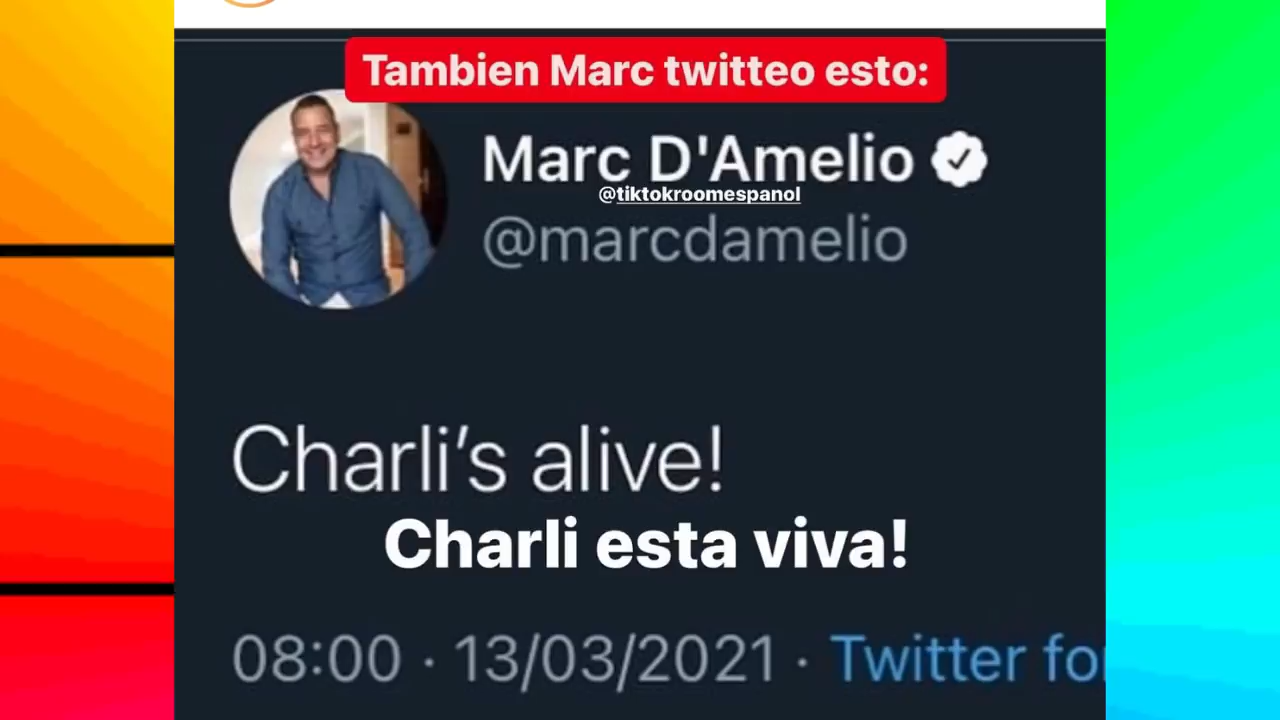 Tambien Marc twitteo esto:
Marc D'Amelio
@tiktokroomespanol
@marcdamelio
Charli’s alive!
Charli esta viva!
08:00 · 13/03/2021 · Twitter for